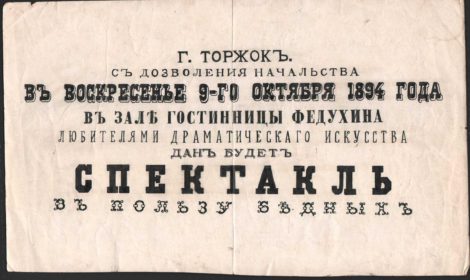 Г. ТОРЖОКЪ.
СЪ ДОЗВОЛЕНИЯ НАЧАЛЬСТВА
ВЪ ВОСКРЕСЕНЬЕ 9-ГО ОКТЯБРЯ 1894 ГОДА
ВЪ ЗАЛѢ ГОСТИННИЦЫ ФЕДУХИНА
ЛЮБИТЕЛЯМИ ДРАМАТИЧЕСКАГО ИСКУССТВА
ДАНЪ БУДЕТЪ
СПЕКТАКЛЬ
ВЪ ПОЛЬЗУ БѢДНЫХЪ